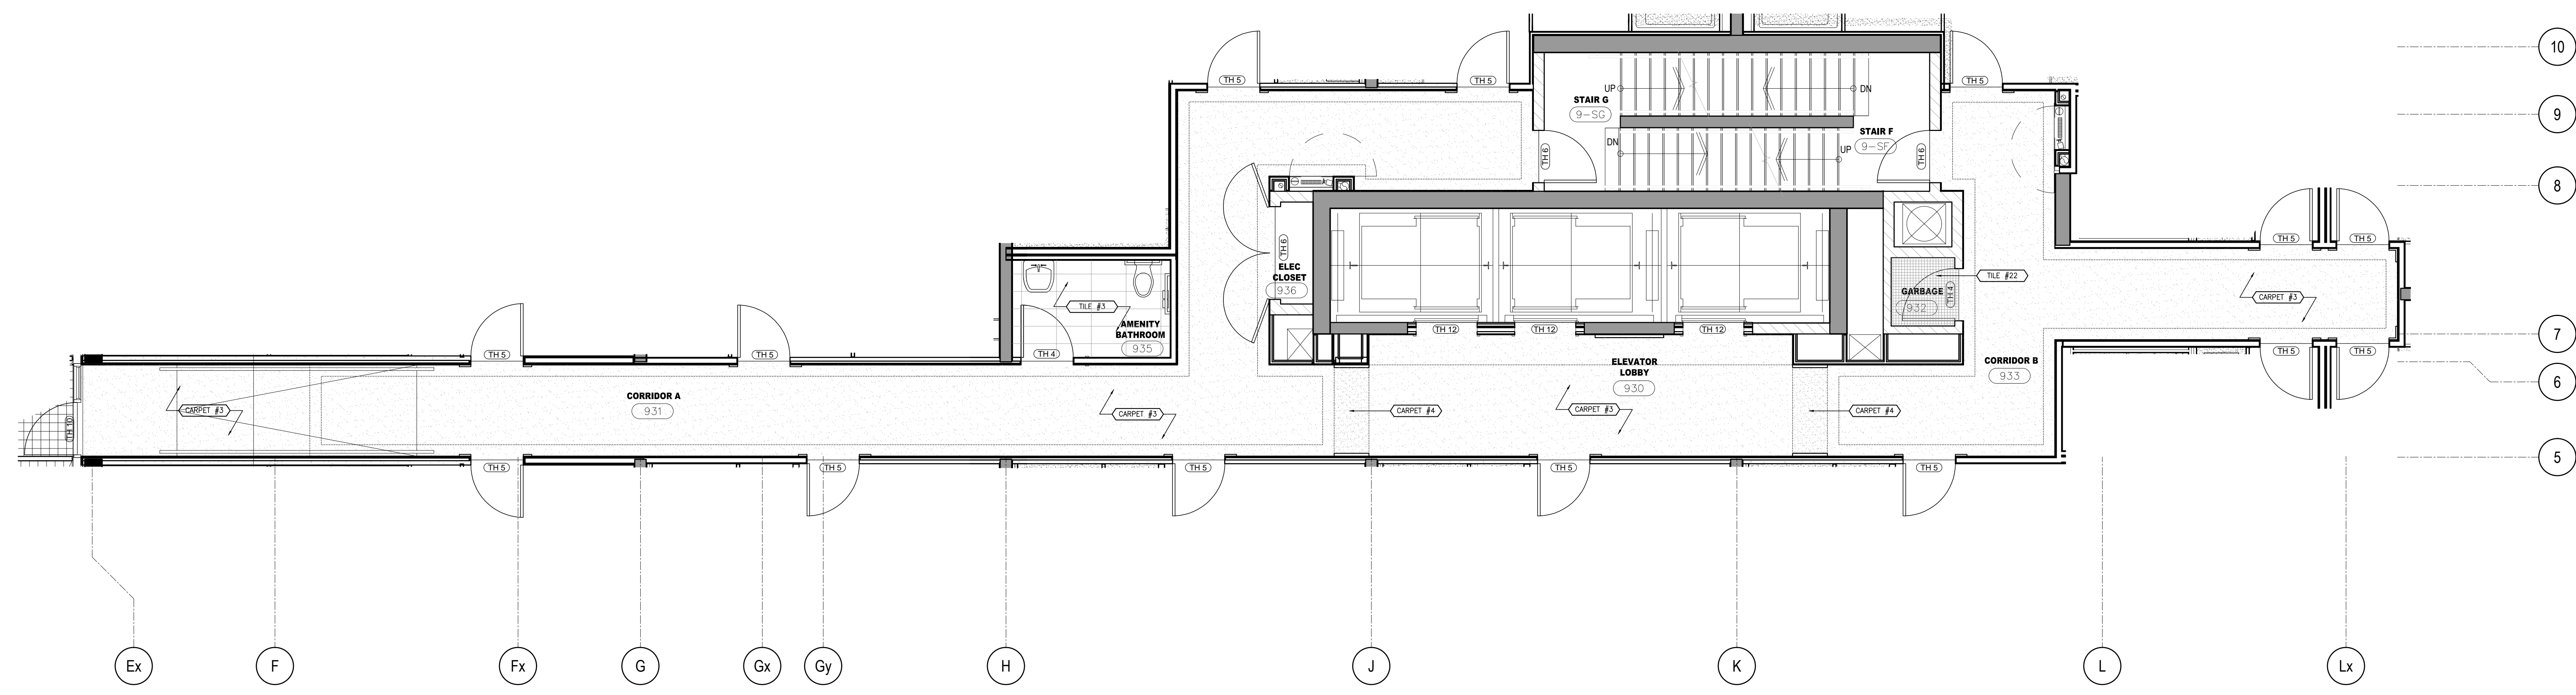 10
TH 5
TH 5
TH 5
UP
DN
STAIR G
9-SG
9
STAIR F
9-SF
DN
UP
TH 6
TH 6
8
TH 5
TH 5
TH 6
ELEC
CLOSET
936
TILE #3
AMENITY
BATHROOM
935
TILE #22
GARBAGE
932
TH 4
CARPET #3
TH 12
TH 12
TH 12
7
TH 5
TH 5
TH 4
TH 5
TH 5
ELEVATOR
LOBBY
930
CORRIDOR B
933
6
CORRIDOR A
931
CARPET #3
CARPET #3
CARPET #4
CARPET #3
CARPET #4
TH 10
5
TH 5
TH 5
TH 5
TH 5
TH 5
Ex
F
Fx
G
Gx
Gy
H
J
K
L
Lx